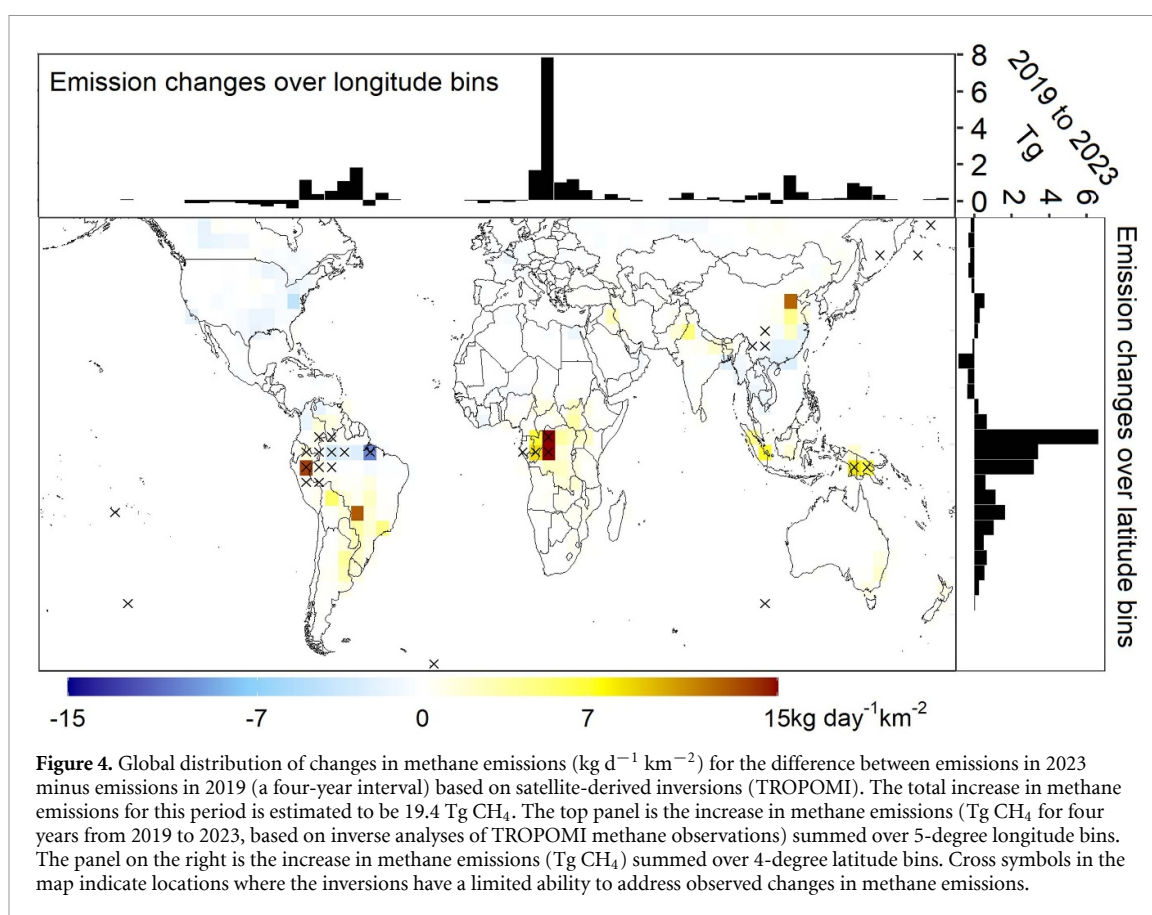 Emission changes over longitude bins
8
6
4
2
0
2019 to 2023
Tg
2 4 6
Emission changes over latitude bins
-15 -7 0 7 15kg day⁻¹km⁻²
Figure 4. Global distribution of changes in methane emissions (kg d⁻¹ km⁻²) for the difference between emissions in 2023
minus emissions in 2019 (a four-year interval) based on satellite-derived inversions (TROPOMI). The total increase in methane
emissions for this period is estimated to be 19.4 Tg CH₄. The top panel is the increase in methane emissions (Tg CH₄ for four
years from 2019 to 2023, based on inverse analyses of TROPOMI methane observations) summed over 5-degree longitude bins.
The panel on the right is the increase in methane emissions (Tg CH₄) summed over 4-degree latitude bins. Cross symbols in the
map indicate locations where the inversions have a limited ability to address observed changes in methane emissions.